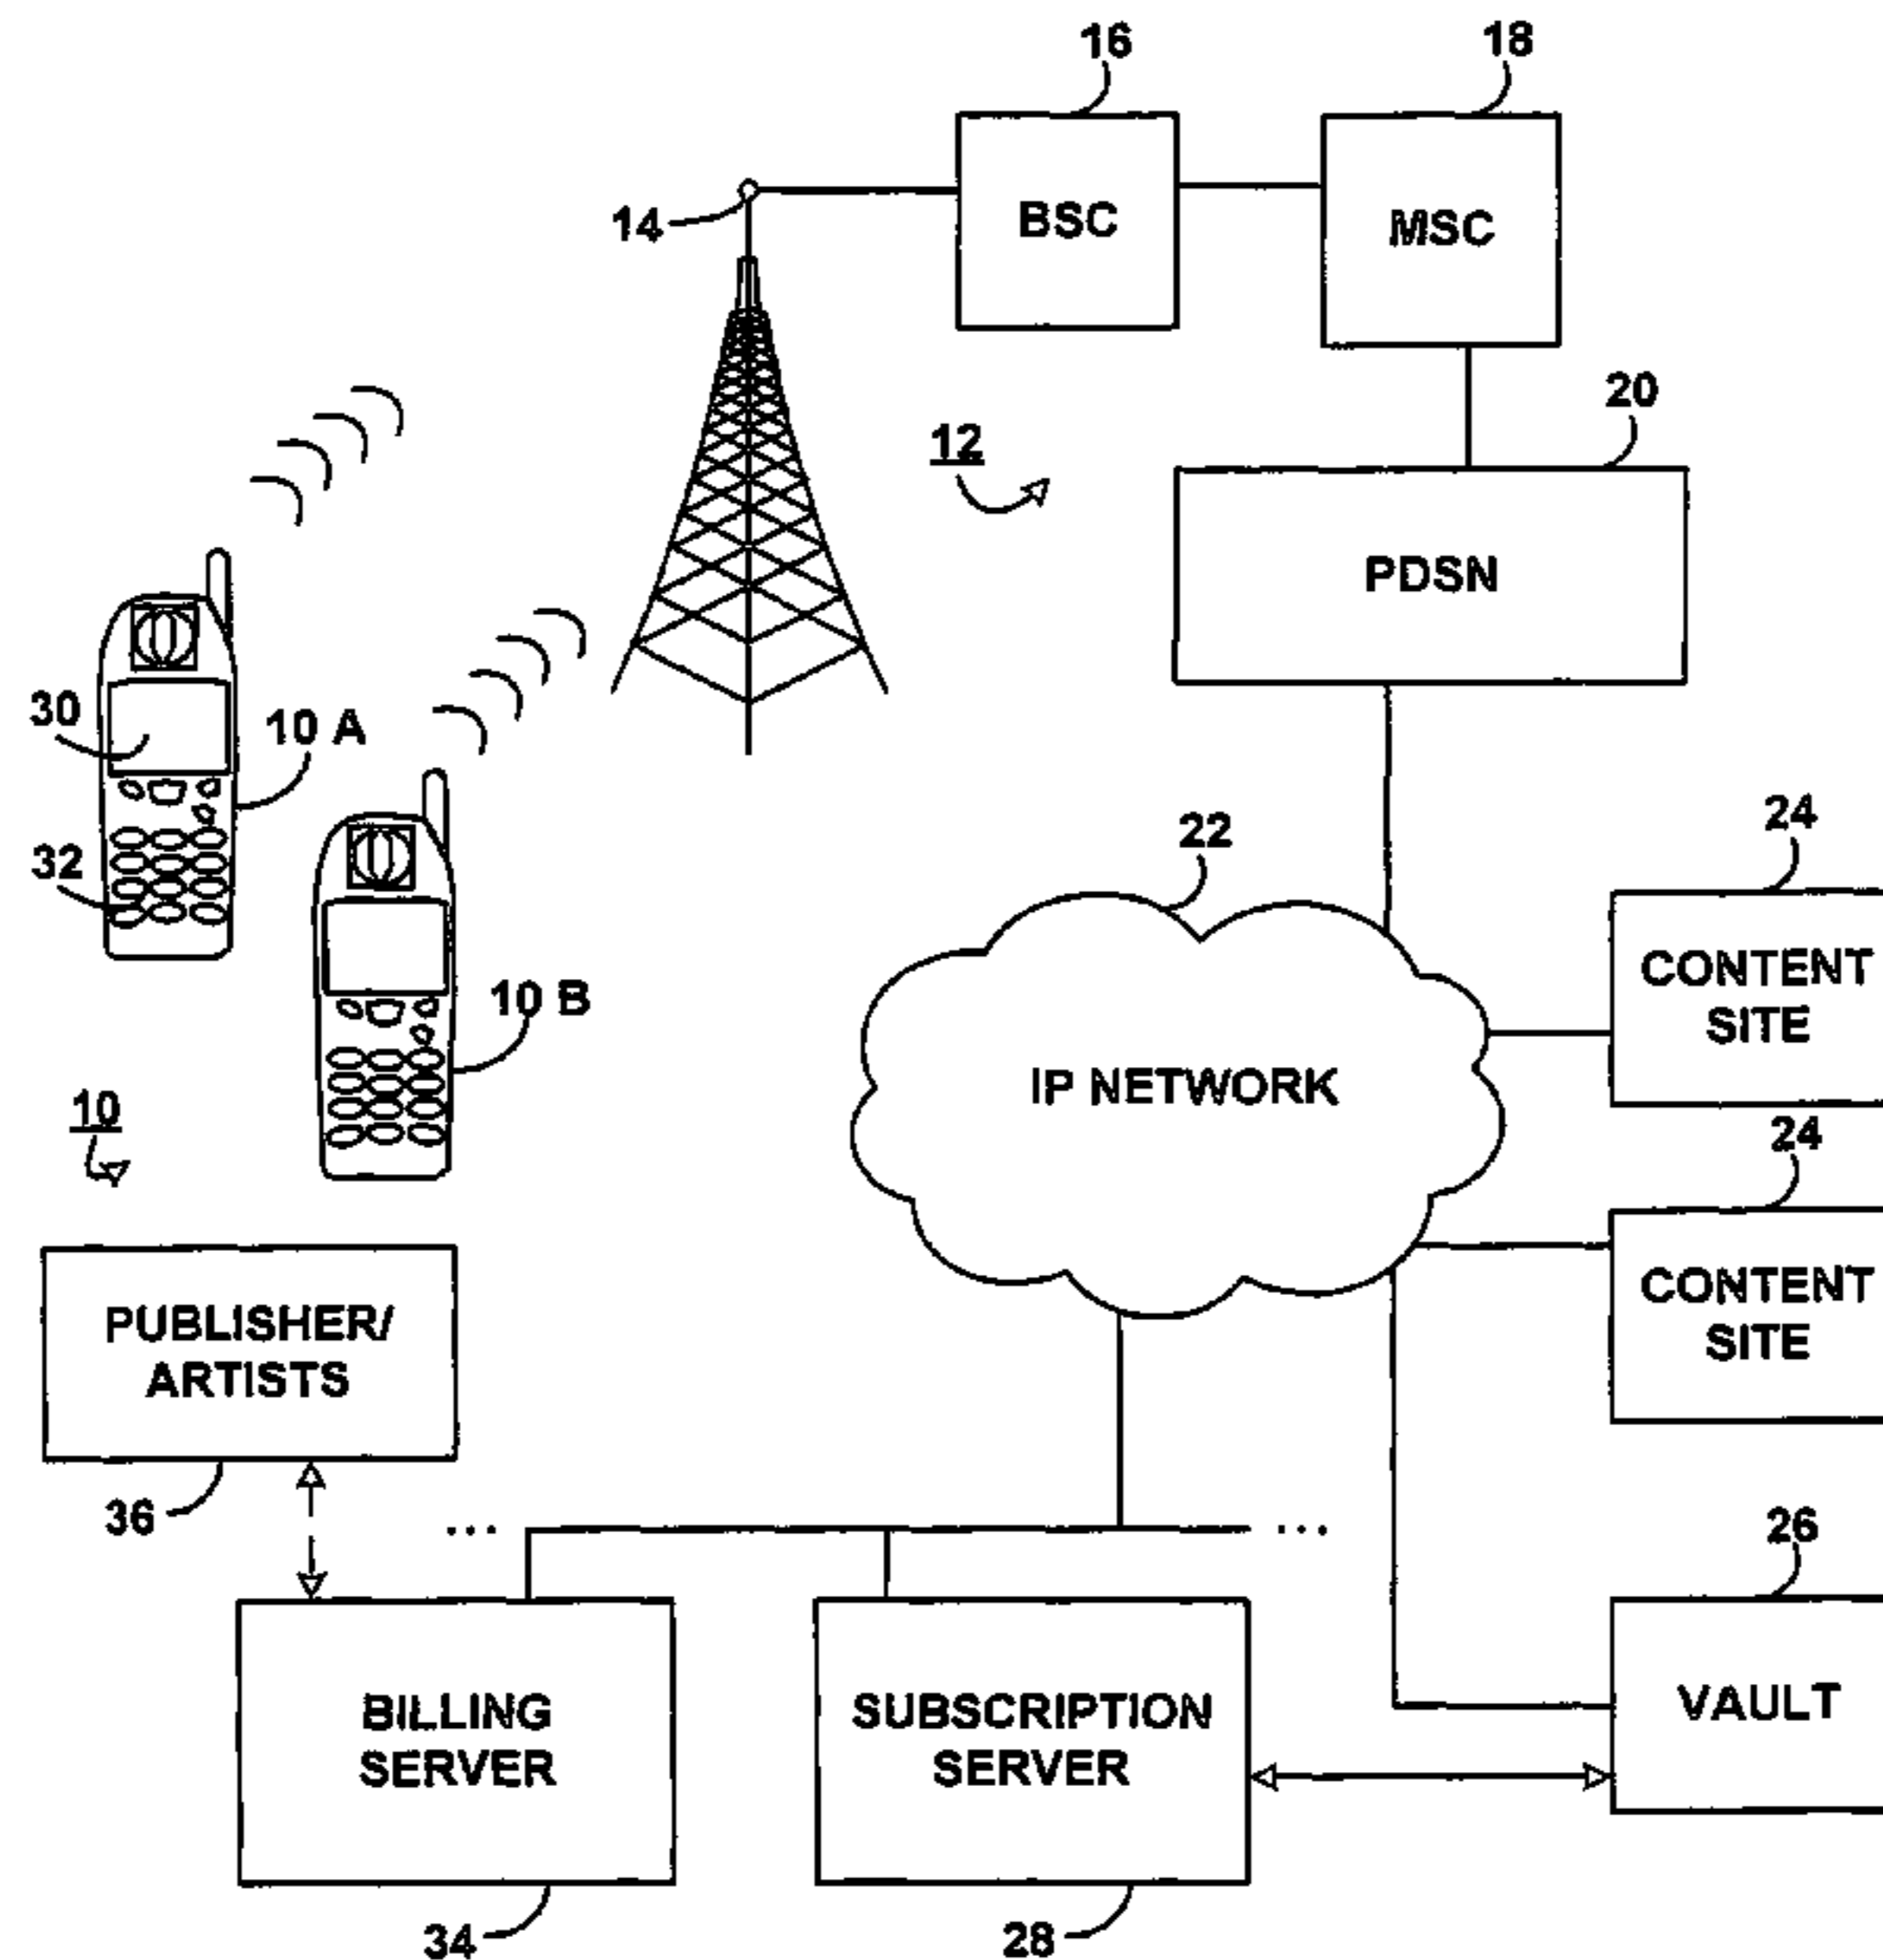 16
18
14
BSC
MSC
20
12
PDSN
30
10 A
32
22
24
CONTENT
SITE
10 B
IP NETWORK
10
24
CONTENT
SITE
PUBLISHER/
ARTISTS
36
...
...
26
BILLING
SERVER
SUBSCRIPTION
SERVER
VAULT
34
28